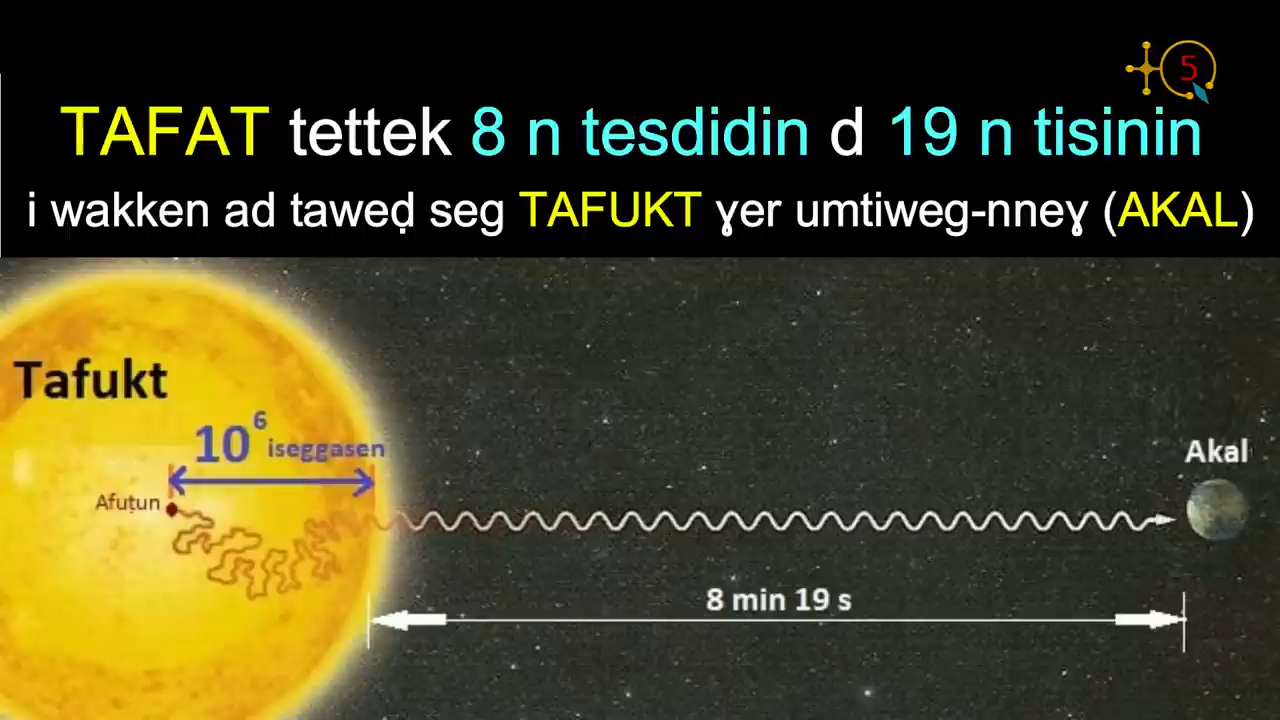 5
TAFAT tettek 8 n tesdidin d 19 n tisinin
i wakken ad taweḍ seg TAFUKT ɣer umtiweg-nneɣ (AKAL)
Tafukt
10⁶ iseggasen
Akal
Afuṭun
8 min 19 s